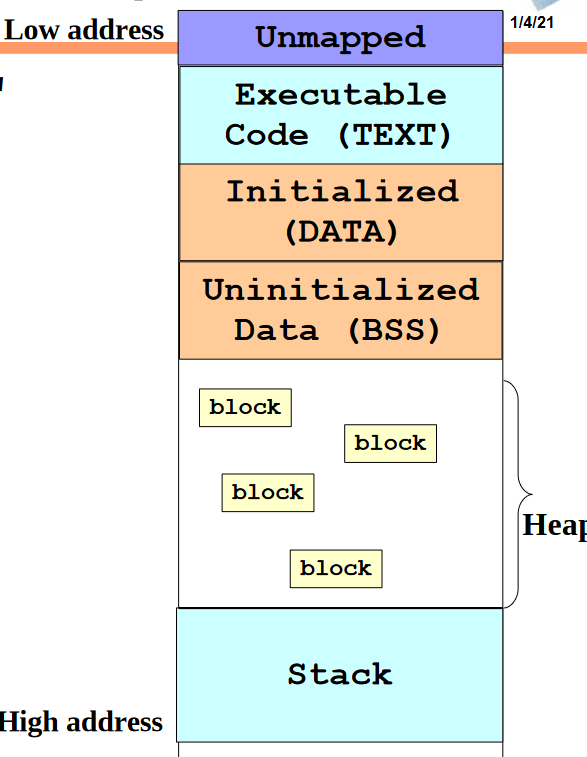 Low address
1/4/21
Unmapped
Executable
Code (TEXT)
Initialized
(DATA)
Uninitialized
Data (BSS)
block
block
block
Heap
block
Stack
High address